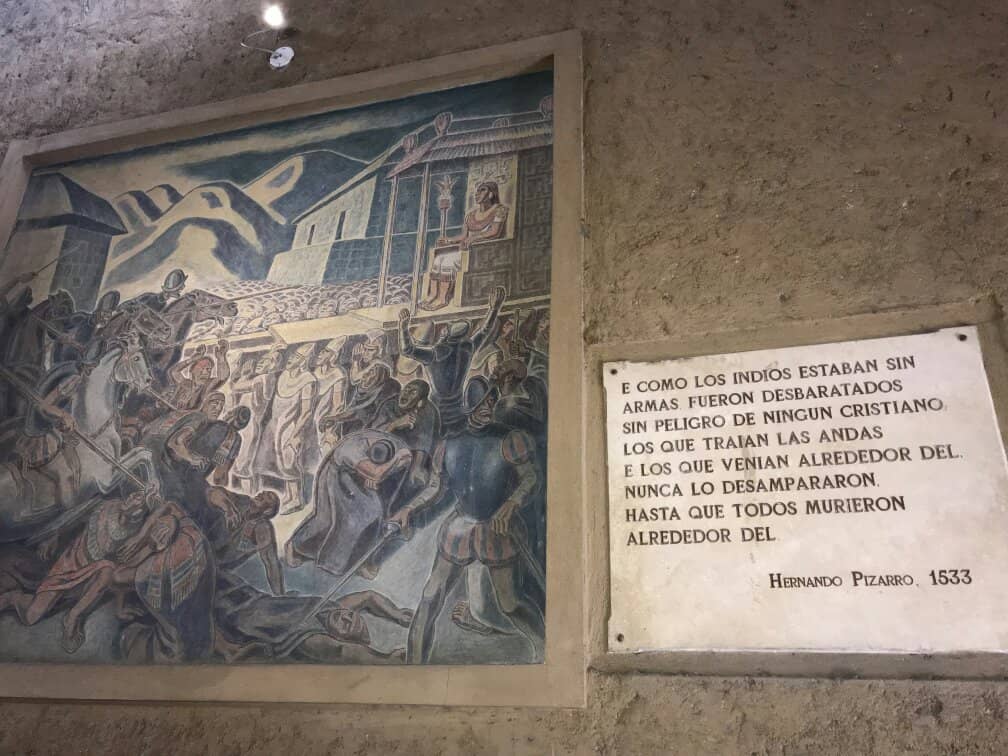 E COMO LOS INDIOS ESTABAN SIN
ARMAS, FUERON DESBARATADOS
SIN PELIGRO DE NINGUN CRISTIANO,
LOS QUE TRAIAN LAS ANDAS
E LOS QUE VENIAN ALREDEDOR DEL,
NUNCA LO DESAMPARARON,
HASTA QUE TODOS MURIERON
ALREDEDOR DEL.
HERNANDO PIZARRO, 1533